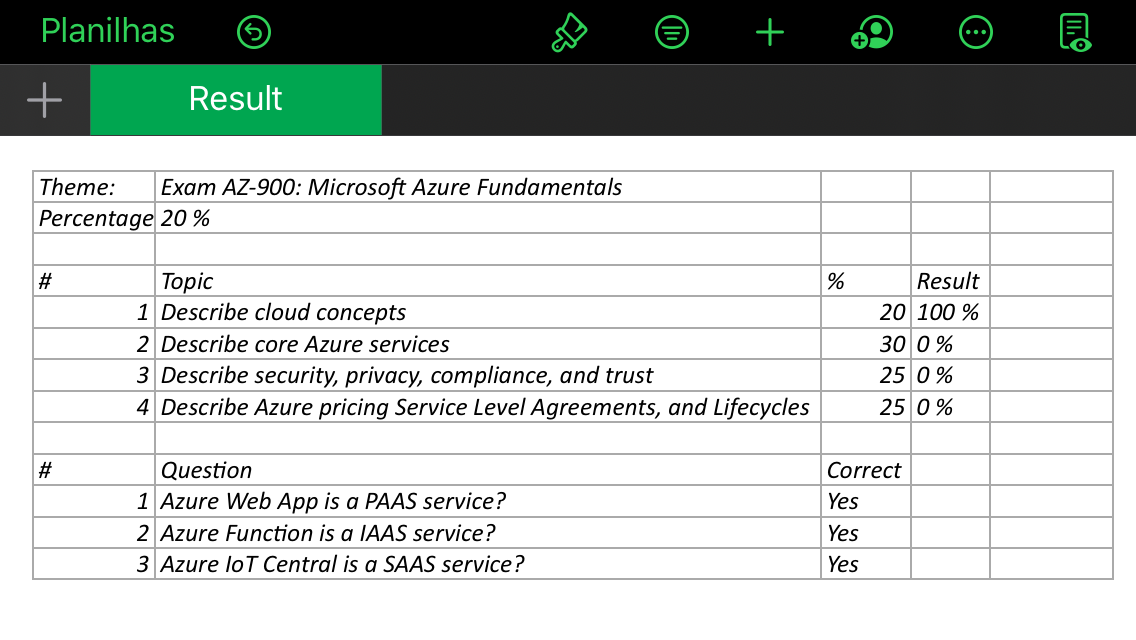 Planilhas
Result
Theme: Exam AZ-900: Microsoft Azure Fundamentals
Percentage 20 %
# Topic % Result
1 Describe cloud concepts 20 100 %
2 Describe core Azure services 30 0 %
3 Describe security, privacy, compliance, and trust 25 0 %
4 Describe Azure pricing Service Level Agreements, and Lifecycles 25 0 %
# Question Correct
1 Azure Web App is a PAAS service? Yes
2 Azure Function is a IAAS service? Yes
3 Azure IoT Central is a SAAS service? Yes